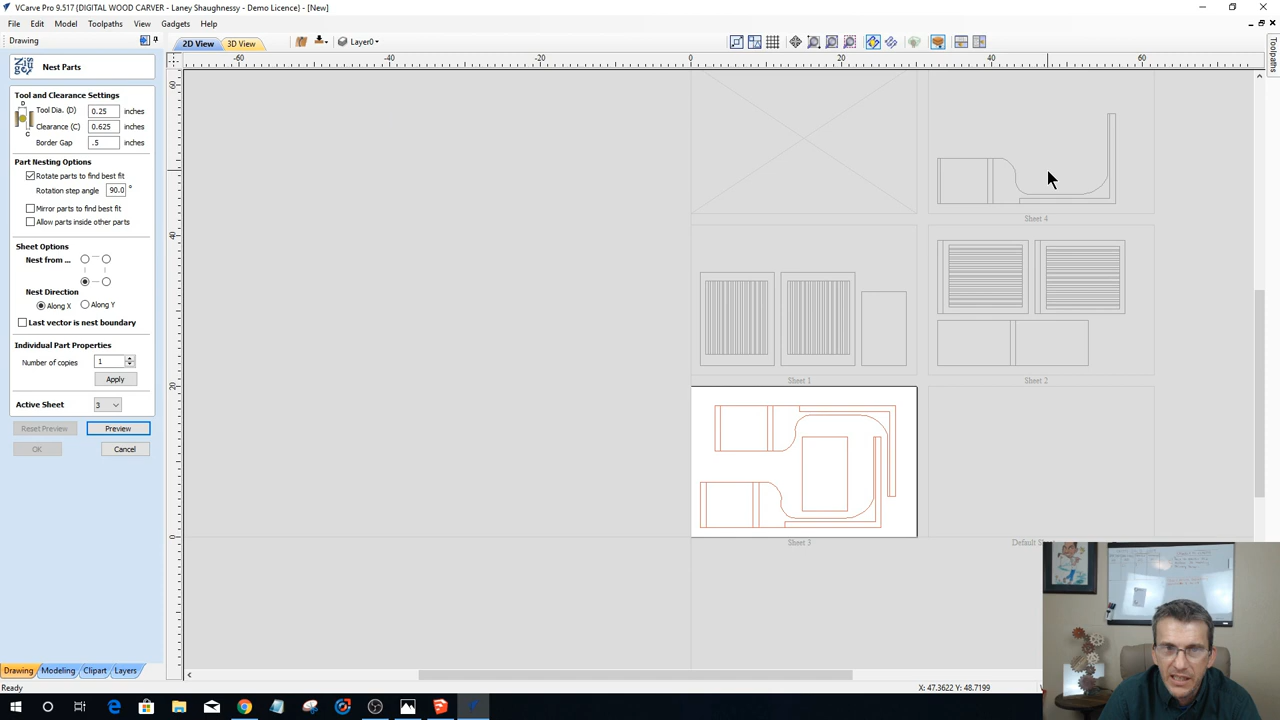 VCarve Pro 9.517 {DIGITAL WOOD CARVER - Laney Shaughnessy - Demo Licence} - [New]
File Edit Model Toolpaths View Gadgets Help
Drawing
2D View 3D View
Layer0
Toolpaths
-60 -40 -20 0 20 40 60
60
40
20
0
Nest Parts
Tool and Clearance Settings
D
C
Tool Dia. (D) 0.25 inches
Clearance (C) 0.625 inches
Border Gap .5 inches
Part Nesting Options
Rotate parts to find best fit
Rotation step angle 90.0 °
Mirror parts to find best fit
Allow parts inside other parts
Sheet Options
Nest from ...
Nest Direction
Along X Along Y
Last vector is nest boundary
Individual Part Properties
Number of copies 1
Apply
Active Sheet 3
Reset Preview Preview
OK Cancel
Sheet 4
Sheet 1
Sheet 2
Sheet 3
Drawing Modeling Clipart Layers
Ready
X: 47.3622 Y: 48.7199